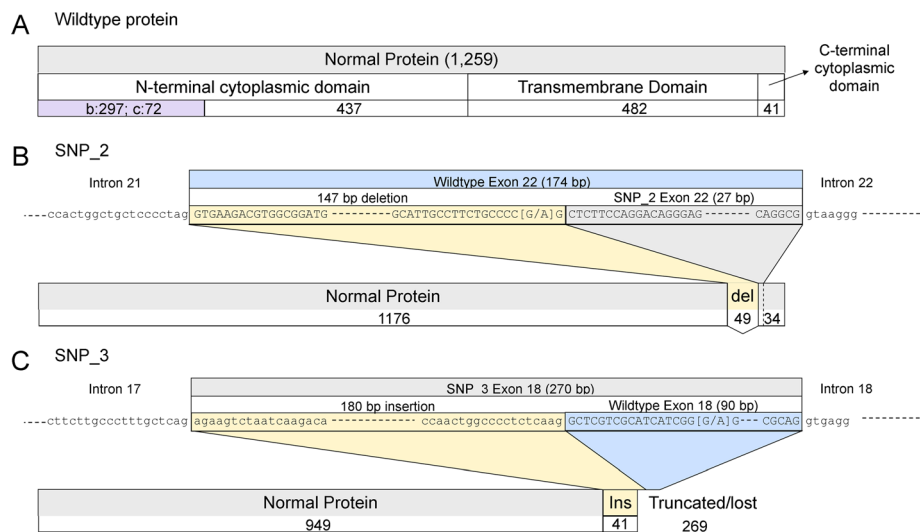 A Wildtype protein
Normal Protein (1,259)
C-terminal
cytoplasmic
domain
N-terminal cytoplasmic domain Transmembrane Domain
b:297; c:72 437 482 41
B SNP_2
Intron 21 Wildtype Exon 22 (174 bp) Intron 22
147 bp deletion SNP_2 Exon 22 (27 bp)
----ccactggctgctcccctag GTGAAGACGTGGCGGATG --------- GCATTGCCTTCTGCCCC[G/A]G CTCTTCCAGGACAGGGAG ------ CAGGCG gtaaggg --------
Normal Protein del
1176 49 34
C SNP_3
Intron 17 SNP_3 Exon 18 (270 bp) Intron 18
180 bp insertion Wildtype Exon 18 (90 bp)
----cttcttgccctttgctcag agaagtctaatcaagaca ------------- ccaactggcccctctcaag GCTCGTCGCATCATCGG[G/A]G--- CGCAG gtgagg --------
Normal Protein Ins Truncated/lost
949 41 269